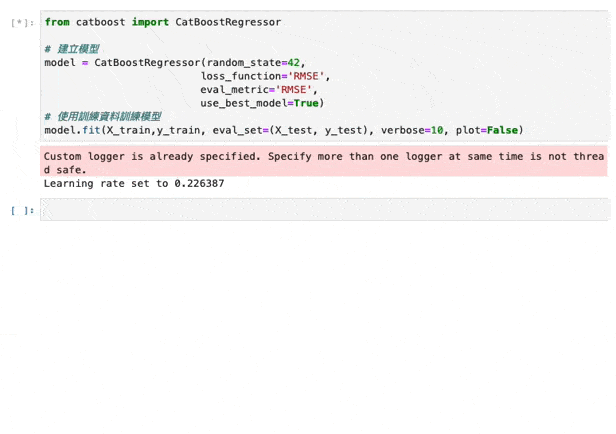 [*]: from catboost import CatBoostRegressor
# 建立模型
model = CatBoostRegressor(random_state=42,
loss_function='RMSE',
eval_metric='RMSE',
use_best_model=True)
# 使用訓練資料訓練模型
model.fit(X_train,y_train, eval_set=(X_test, y_test), verbose=10, plot=False)
Custom logger is already specified. Specify more than one logger at same time is not threa
d safe.
Learning rate set to 0.226387
[ ]: